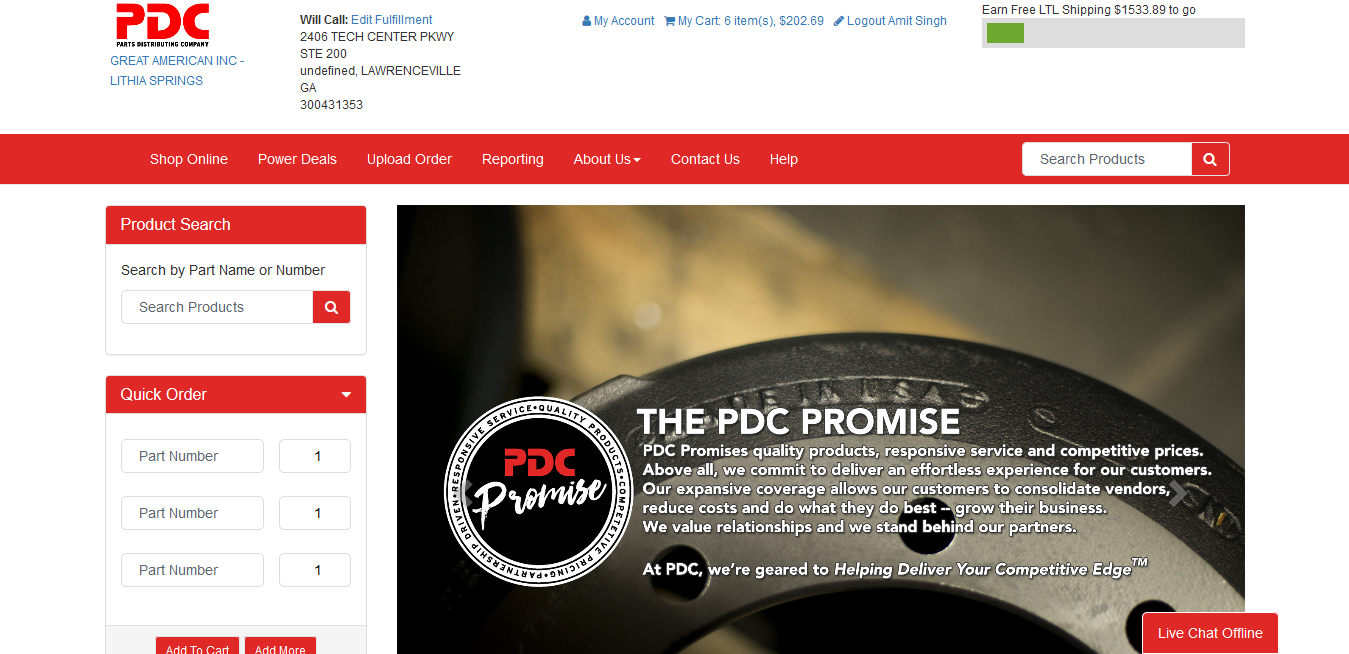 PDC
PARTS DISTRIBUTING COMPANY
GREAT AMERICAN INC -
LITHIA SPRINGS
Will Call: Edit Fulfillment
2406 TECH CENTER PKWY
STE 200
undefined, LAWRENCEVILLE
GA
300431353
My Account My Cart: 6 item(s), $202.69 Logout Amit Singh
Earn Free LTL Shipping $1533.89 to go
Shop Online Power Deals Upload Order Reporting About Us Contact Us Help
Search Products
Product Search
Search by Part Name or Number
Search Products
Quick Order
Part Number 1
Part Number 1
Part Number 1
Add To Cart Add More
MADE IN USA
RESPONSIVE SERVICE • QUALITY PRODUCTS • COMPETETIVE PRICING • PARTNERSHIP DRIVEN •
PDC
Promise
THE PDC PROMISE
PDC Promises quality products, responsive service and competitive prices.
Above all, we commit to deliver an effortless experience for our customers.
Our expansive coverage allows our customers to consolidate vendors,
reduce costs and do what they do best -- grow their business.
We value relationships and we stand behind our partners.
At PDC, we're geared to Helping Deliver Your Competitive Edge™
Live Chat Offline